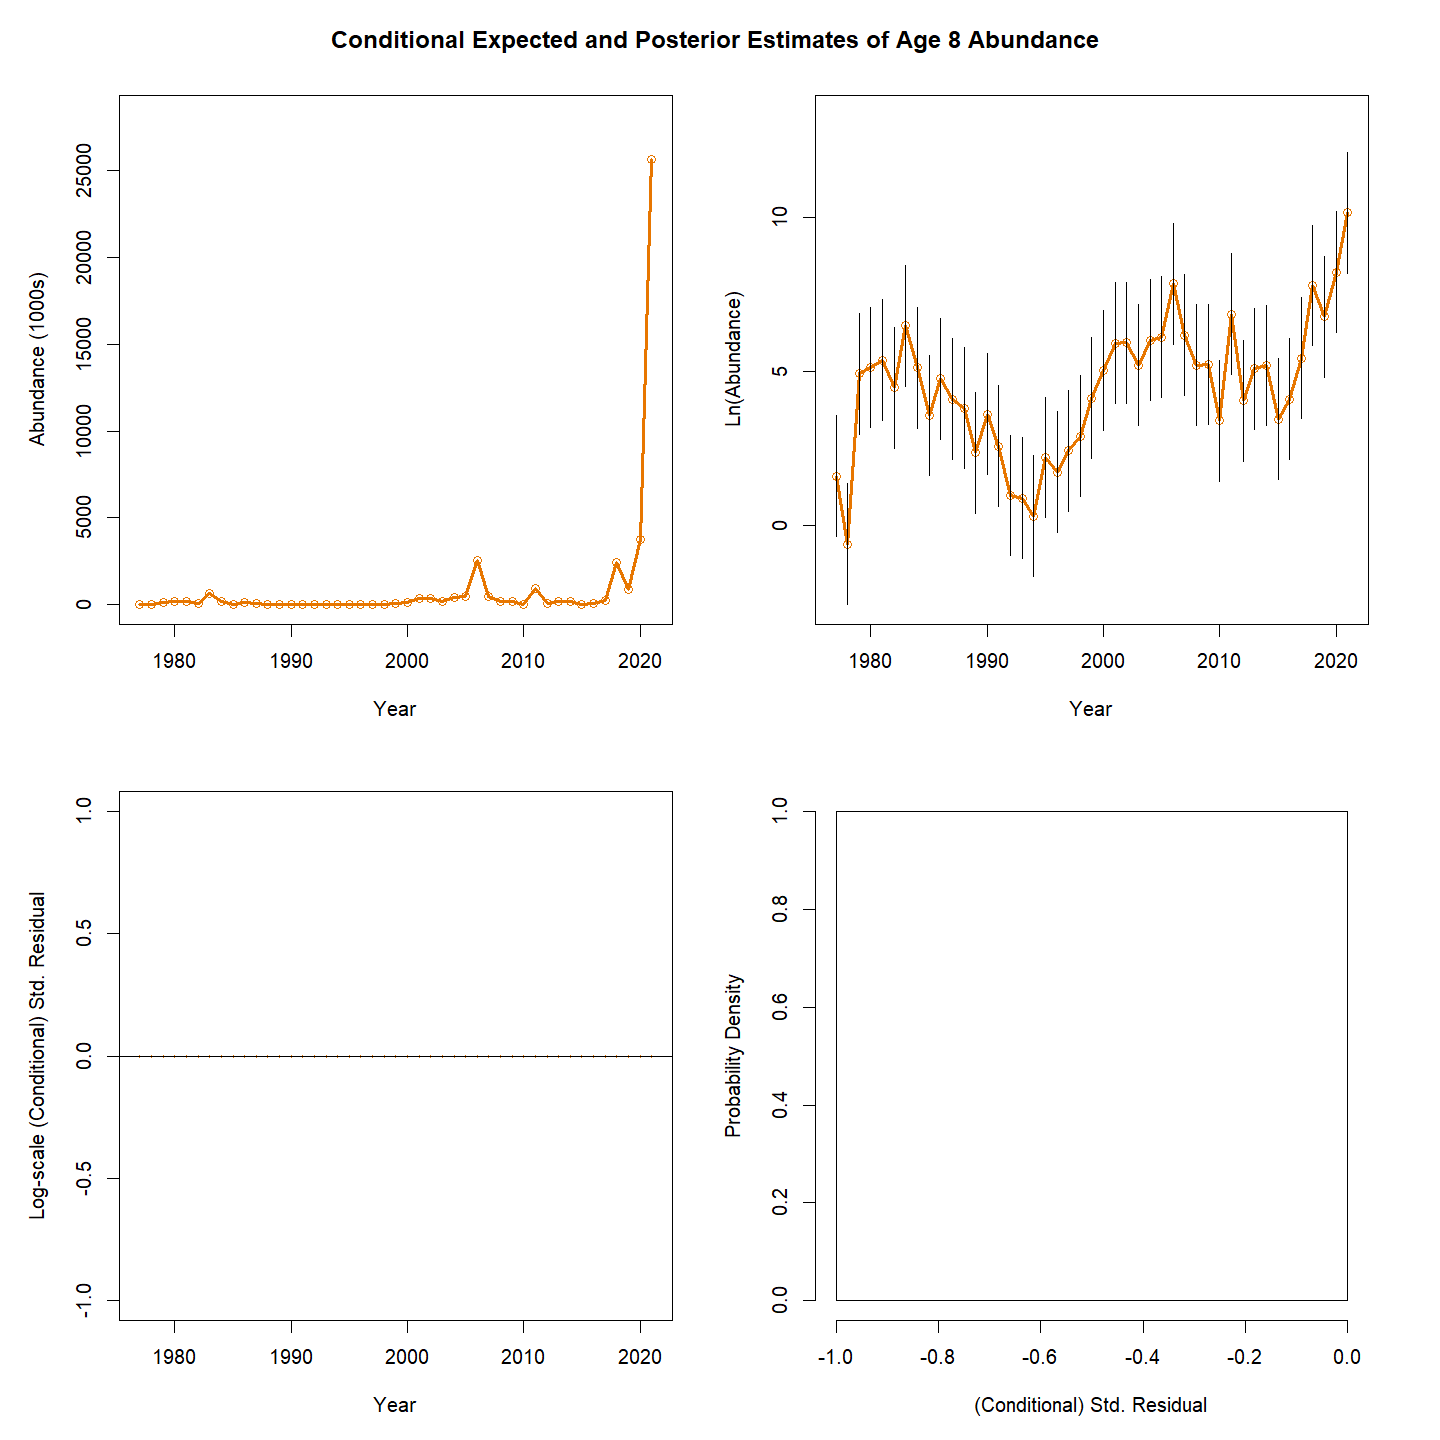 Conditional Expected and Posterior Estimates of Age 8 Abundance
Abundance (1000s)
25000
20000
15000
10000
5000
0
1980 1990 2000 2010 2020
Year
Ln(Abundance)
10
5
0
1980 1990 2000 2010 2020
Year
Log-scale (Conditional) Std. Residual
1.0
0.5
0.0
-0.5
-1.0
1980 1990 2000 2010 2020
Year
Probability Density
1.0
0.8
0.6
0.4
0.2
0.0
-1.0 -0.8 -0.6 -0.4 -0.2 0.0
(Conditional) Std. Residual